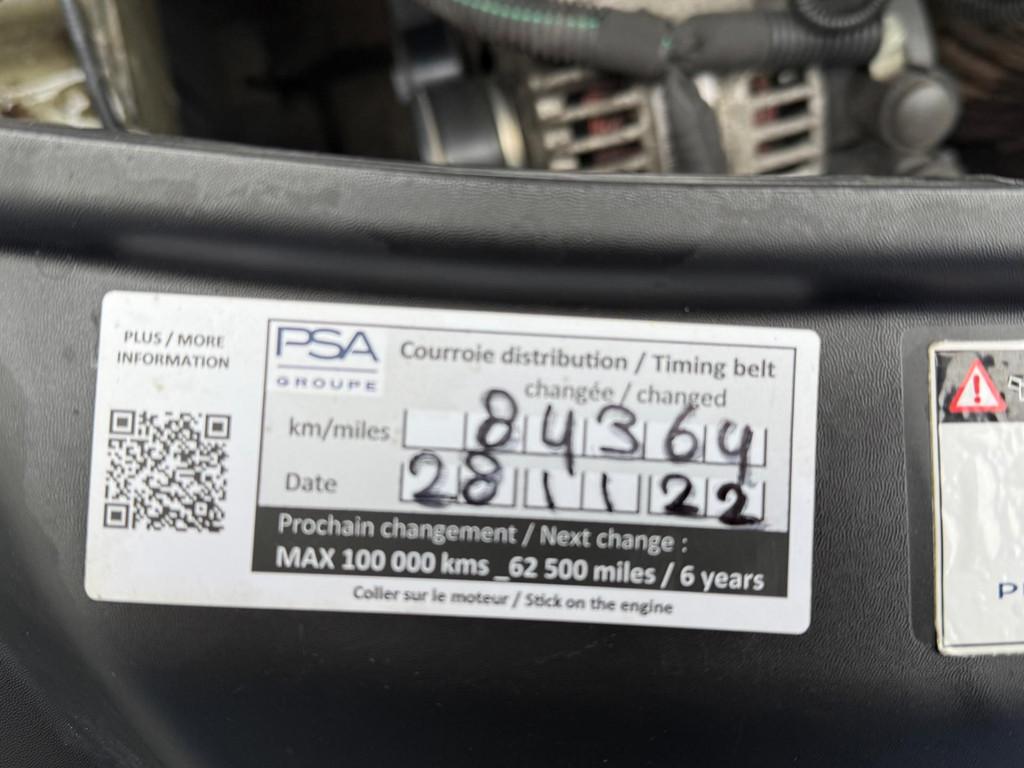 PLUS / MORE
INFORMATION
PSA
GROUPE
Courroie distribution / Timing belt
changée / changed
km/miles 84364
Date 28 11 22
Prochain changement / Next change :
MAX 100 000 kms _62 500 miles / 6 years
Coller sur le moteur / Stick on the engine